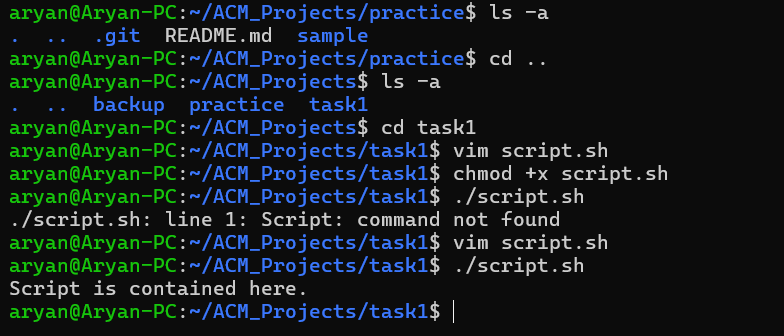 aryan@Aryan-PC:~/ACM_Projects/practice$ ls -a
.  ..  .git  README.md  sample
aryan@Aryan-PC:~/ACM_Projects/practice$ cd ..
aryan@Aryan-PC:~/ACM_Projects$ ls -a
.  ..  backup  practice  task1
aryan@Aryan-PC:~/ACM_Projects$ cd task1
aryan@Aryan-PC:~/ACM_Projects/task1$ vim script.sh
aryan@Aryan-PC:~/ACM_Projects/task1$ chmod +x script.sh
aryan@Aryan-PC:~/ACM_Projects/task1$ ./script.sh
./script.sh: line 1: Script: command not found
aryan@Aryan-PC:~/ACM_Projects/task1$ vim script.sh
aryan@Aryan-PC:~/ACM_Projects/task1$ ./script.sh
Script is contained here.
aryan@Aryan-PC:~/ACM_Projects/task1$